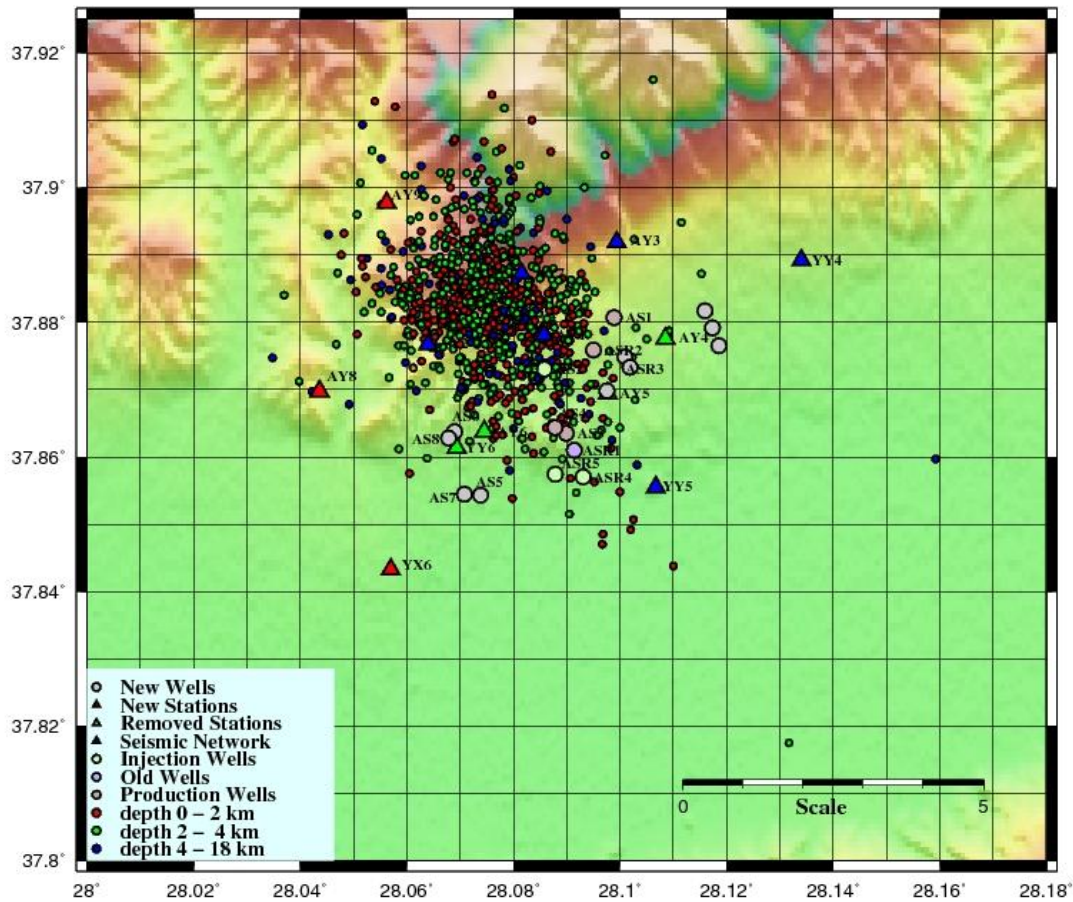 37.92°
37.9°
37.88°
37.86°
37.84°
37.82°
37.8°
AY9
AY3
YY4
AS1
AY4
ASR2
ASR3
AY8
AY5
AS8
YY6
ASR1
ASR5
ASR4
AS7
AS5
YY5
YX6
New Wells
New Stations
Removed Stations
Seismic Network
Injection Wells
Old Wells
Production Wells
depth 0 – 2 km
depth 2 – 4 km
depth 4 – 18 km
0 Scale 5
28° 28.02° 28.04° 28.06° 28.08° 28.1° 28.12° 28.14° 28.16° 28.18°